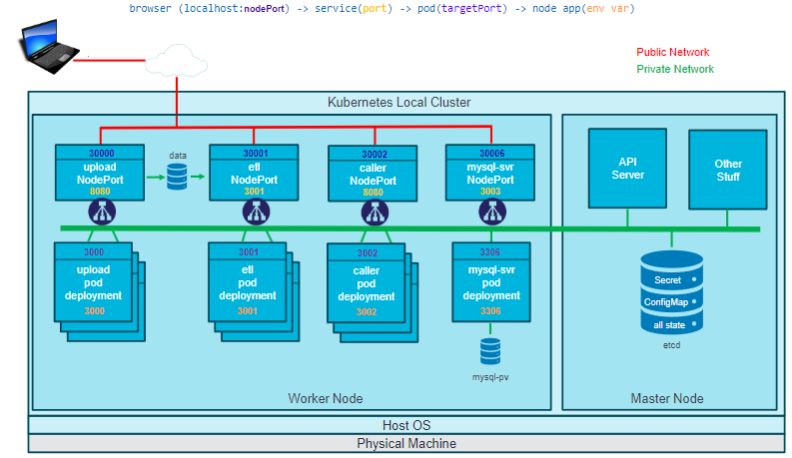 browser (localhost:nodePort) -> service(port) -> pod(targetPort) -> node app(env var)
Public Network
Private Network
Kubernetes Local Cluster
30000
upload
NodePort
8080
data
30001
etl
NodePort
3001
30002
caller
NodePort
8080
30006
mysql-svr
NodePort
3003
API
Server
Other
Stuff
3000
upload
pod
deployment
3000
3001
etl
pod
deployment
3001
3002
caller
pod
deployment
3002
3306
mysql-svr
pod
deployment
3306
Secret
ConfigMap
all state
etcd
mysql-pv
Worker Node
Master Node
Host OS
Physical Machine